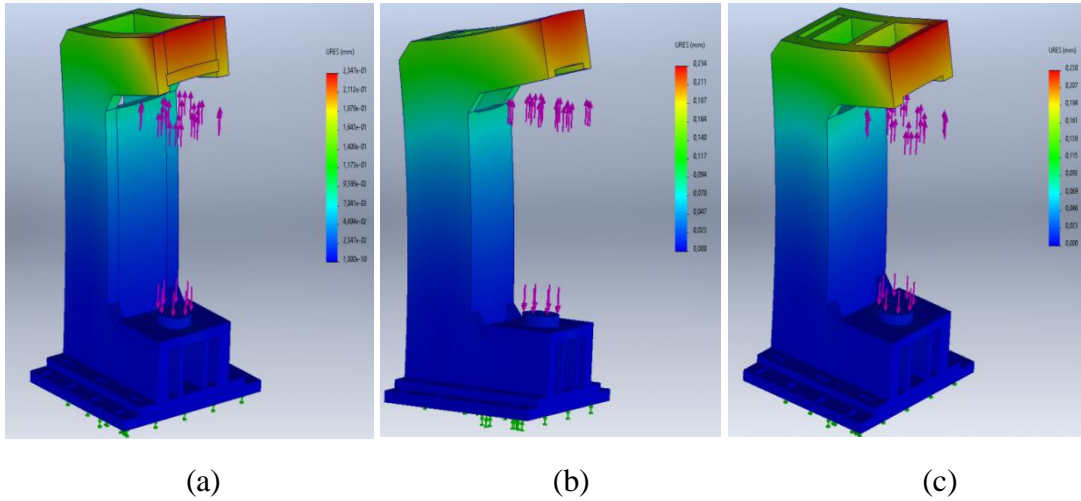 URES (mm)
2,347e-01
2,112e-01
1,878e-01
1,643e-01
1,408e-01
1,173e-01
9,388e-02
7,041e-02
4,694e-02
2,347e-02
1,000e-30
URES (mm)
0,234
0,211
0,187
0,164
0,140
0,117
0,094
0,070
0,047
0,023
0,000
URES (mm)
0,230
0,207
0,184
0,161
0,138
0,115
0,092
0,069
0,046
0,023
0,000
(a)
(b)
(c)